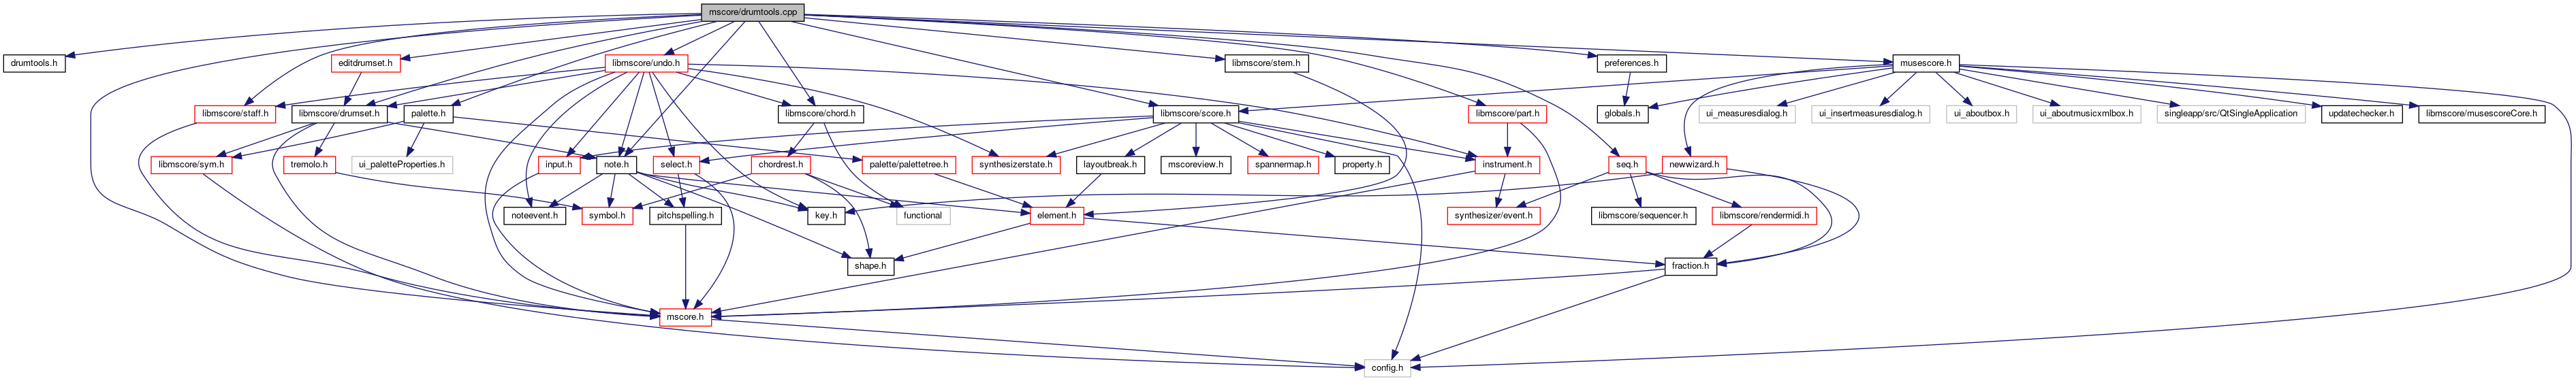 mscore/drumtools.cpp
drumtools.h
editdrumset.h
libmscore/undo.h
libmscore/stem.h
preferences.h
musescore.h
libmscore/staff.h
libmscore/drumset.h
palette.h
libmscore/chord.h
libmscore/score.h
libmscore/part.h
globals.h
ui_measuresdialog.h
ui_insertmeasuresdialog.h
ui_aboutbox.h
ui_aboutmusicxmlbox.h
singleapp/src/QtSingleApplication
updatechecker.h
libmscore/musescoreCore.h
libmscore/sym.h
tremolo.h
ui_paletteProperties.h
input.h
note.h
select.h
chordrest.h
palette/palettetree.h
synthesizerstate.h
layoutbreak.h
mscoreview.h
spannermap.h
property.h
instrument.h
seq.h
newwizard.h
noteevent.h
symbol.h
pitchspelling.h
key.h
functional
element.h
synthesizer/event.h
libmscore/sequencer.h
libmscore/rendermidi.h
shape.h
fraction.h
mscore.h
config.h